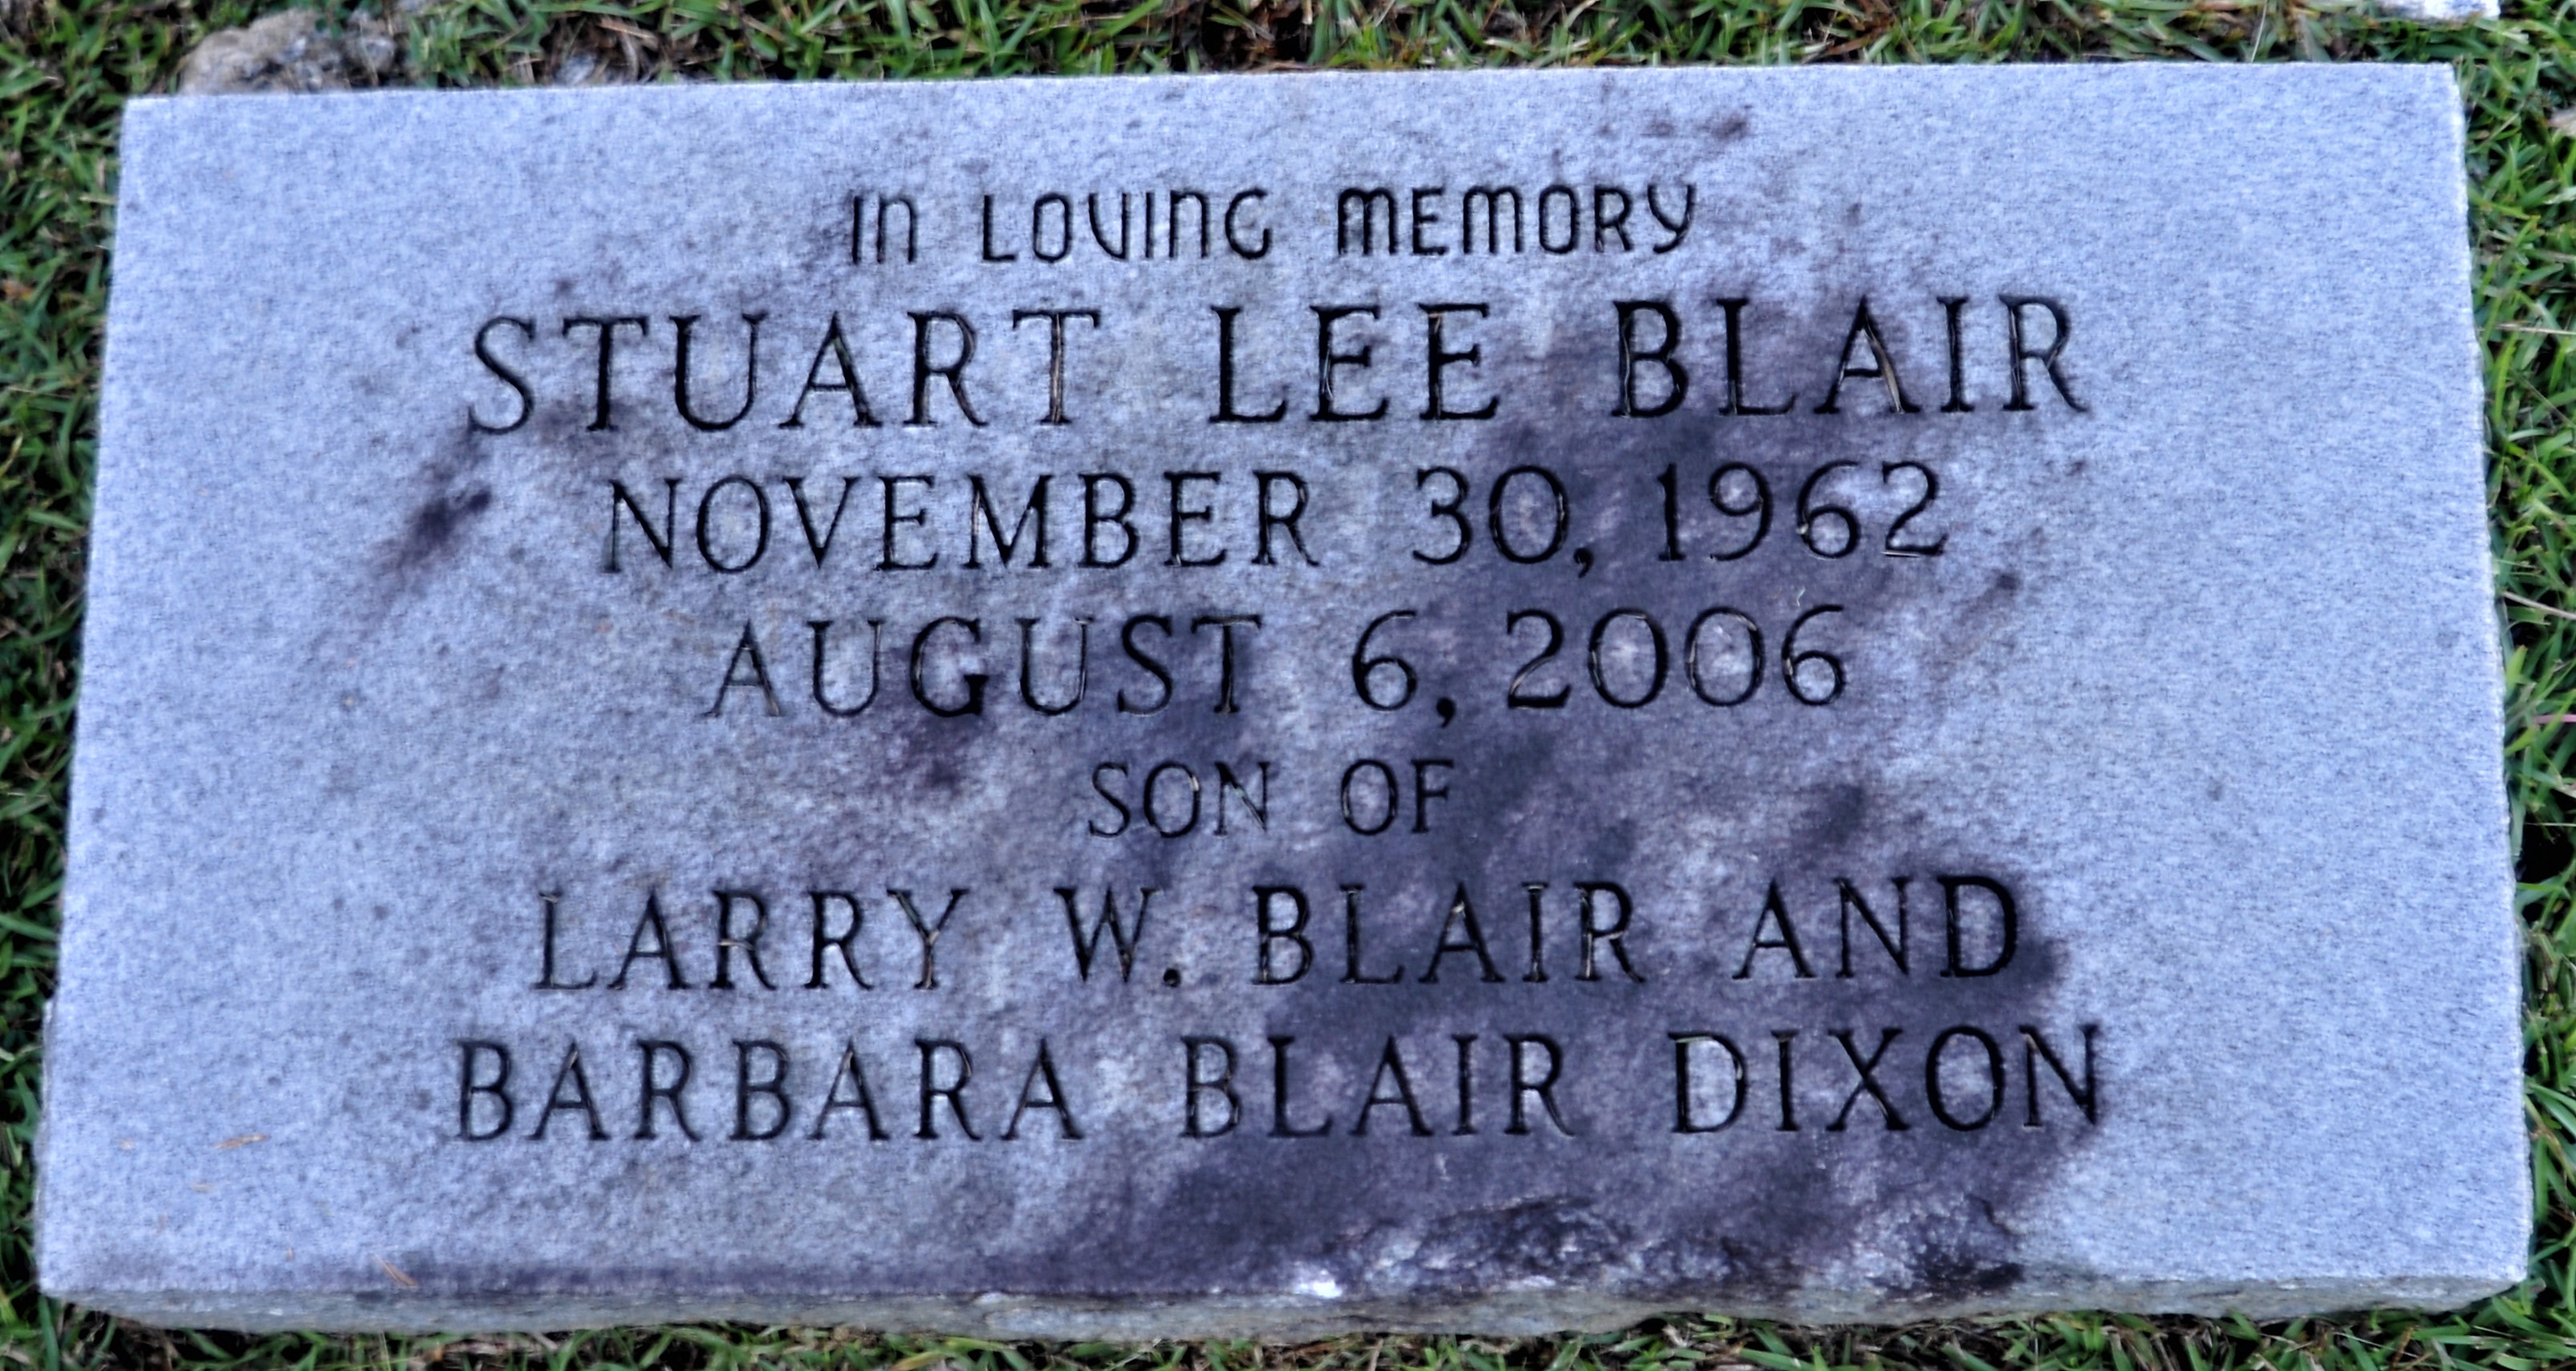 IN LOVING MEMORY
STUART LEE BLAIR
NOVEMBER 30, 1962
AUGUST 6, 2006
SON OF
LARRY W. BLAIR AND
BARBARA BLAIR DIXON